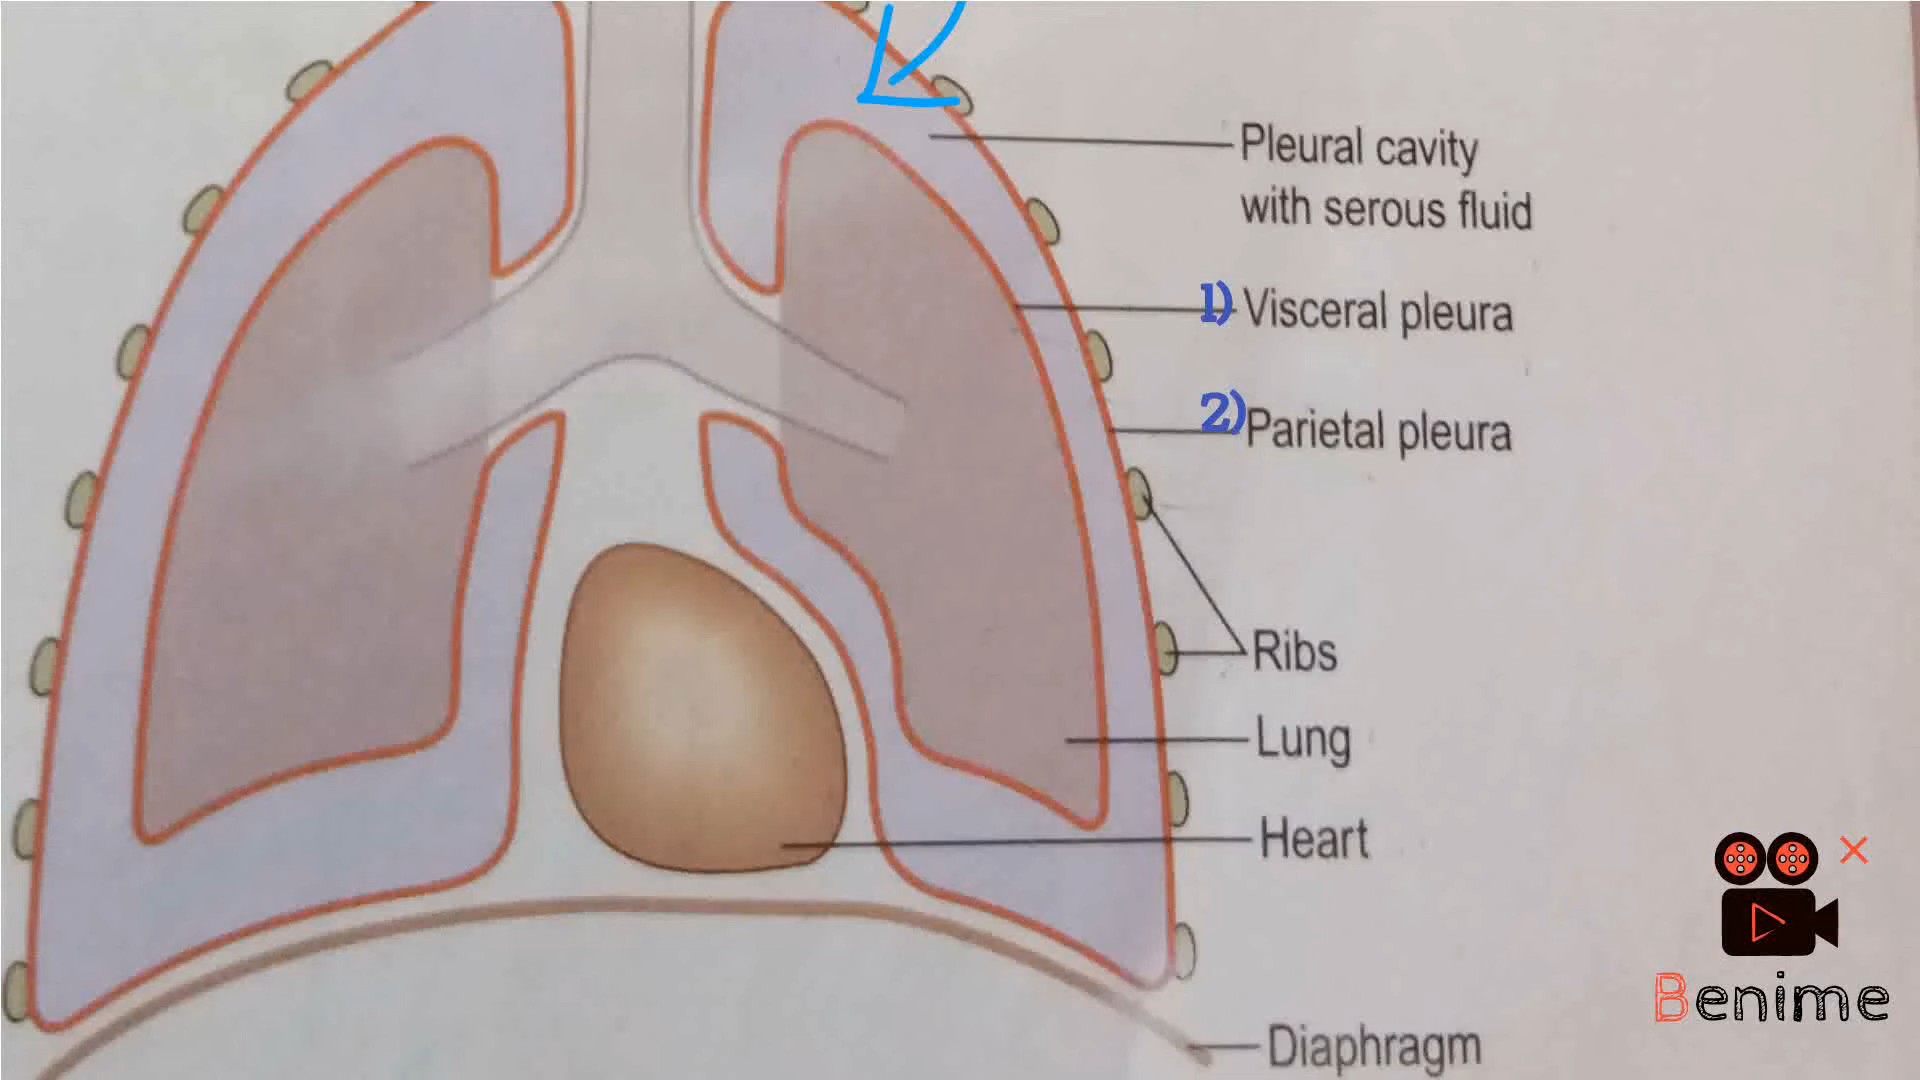 Pleural cavity
with serous fluid
1) Visceral pleura
2) Parietal pleura
Ribs
Lung
Heart
Diaphragm
Benime